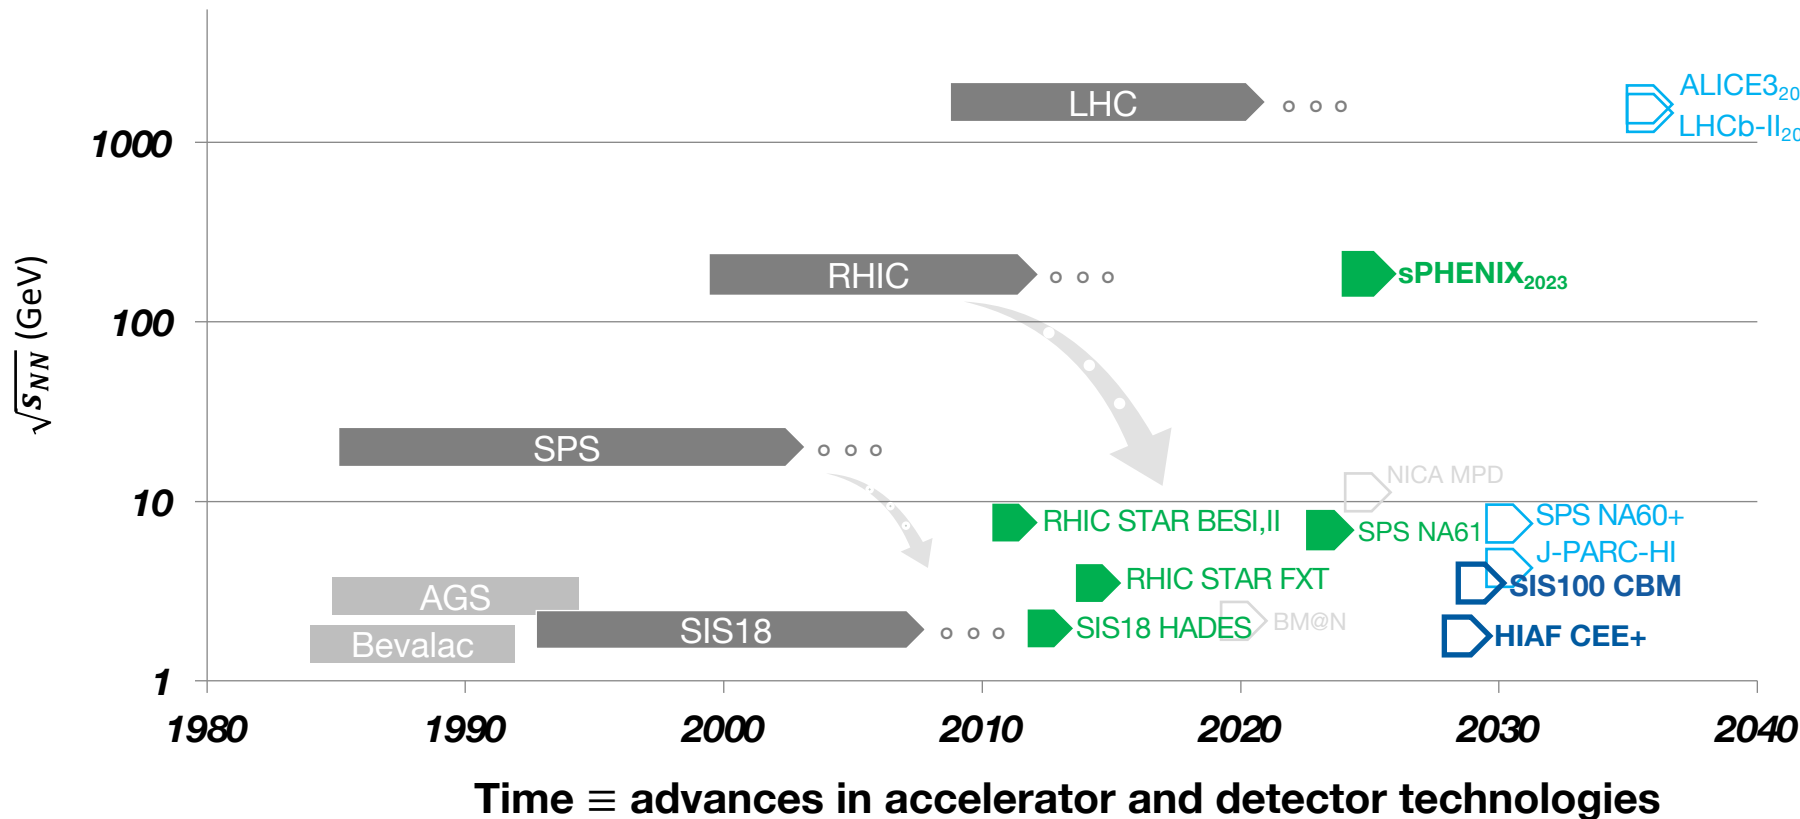 ALICE3₂₀
LHC
LHCb-II₂₀
1000
RHIC
sPHENIX₂₀₂₃
100
√s_NN (GeV)
SPS
NICA MPD
10
RHIC STAR BESI,II
SPS NA61
SPS NA60+
J-PARC-HI
RHIC STAR FXT
SIS100 CBM
AGS
SIS18
SIS18 HADES
BM@N
HIAF CEE+
Bevalac
1
1980 1990 2000 2010 2020 2030 2040
Time ≡ advances in accelerator and detector technologies